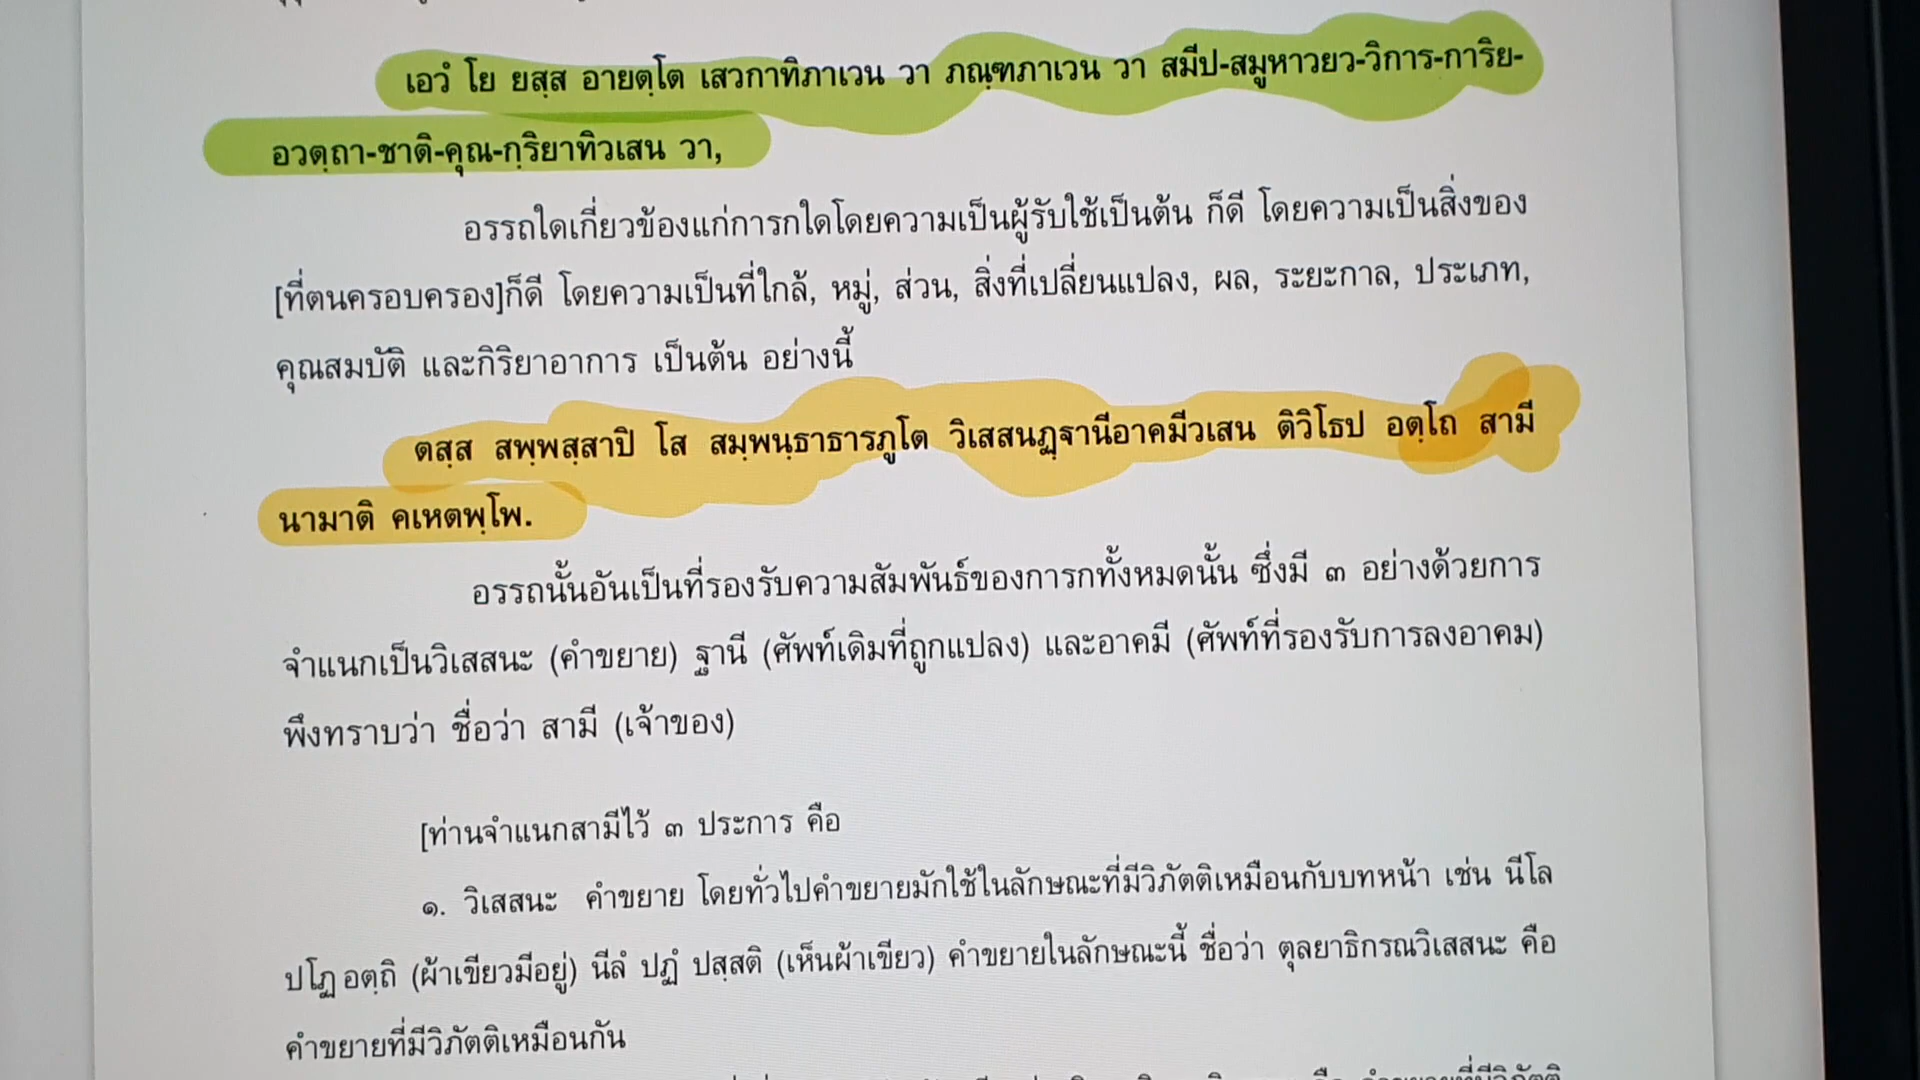 เอวํ โย ยสฺส อายตฺโต เสวกาทิภาเวน วา ภณฺฑภาเวน วา สมีป-สมูหาวยว-วิการ-การิย-
อวตฺถา-ชาติ-คุณ-กฺริยาทิวเสน วา,
อรรถใดเกี่ยวข้องแก่การกใดโดยความเป็นผู้รับใช้เป็นต้น ก็ดี โดยความเป็นสิ่งของ
[ที่ตนครอบครอง]ก็ดี โดยความเป็นที่ใกล้, หมู่, ส่วน, สิ่งที่เปลี่ยนแปลง, ผล, ระยะกาล, ประเภท,
คุณสมบัติ และกิริยาอาการ เป็นต้น อย่างนี้
ตสฺส สพฺพสฺสาปิ โส สมฺพนฺธาธารภูโต วิเสสนฏฺฐานีอาคมีวเสน ติวิโธปิ อตฺโถ สามี
นามาติ คเหตพฺโพ.
อรรถนั้นอันเป็นที่รองรับความสัมพันธ์ของการกทั้งหมดนั้น ซึ่งมี ๓ อย่างด้วยการ
จำแนกเป็นวิเสสนะ (คำขยาย) ฐานี (ศัพท์เดิมที่ถูกแปลง) และอาคมี (ศัพท์ที่รองรับการลงอาคม)
พึงทราบว่า ชื่อว่า สามี (เจ้าของ)
[ท่านจำแนกสามีไว้ ๓ ประการ คือ
๑. วิเสสนะ คำขยาย โดยทั่วไปคำขยายมักใช้ในลักษณะที่มีวิภัตติเหมือนกับบทหน้า เช่น นีโล
ปโฏ อตฺถิ (ผ้าเขียวมีอยู่) นีลํ ปฏํ ปสฺสติ (เห็นผ้าเขียว) คำขยายในลักษณะนี้ ชื่อว่า ตุลยาธิกรณวิเสสนะ คือ
คำขยายที่มีวิภัตติเหมือนกัน